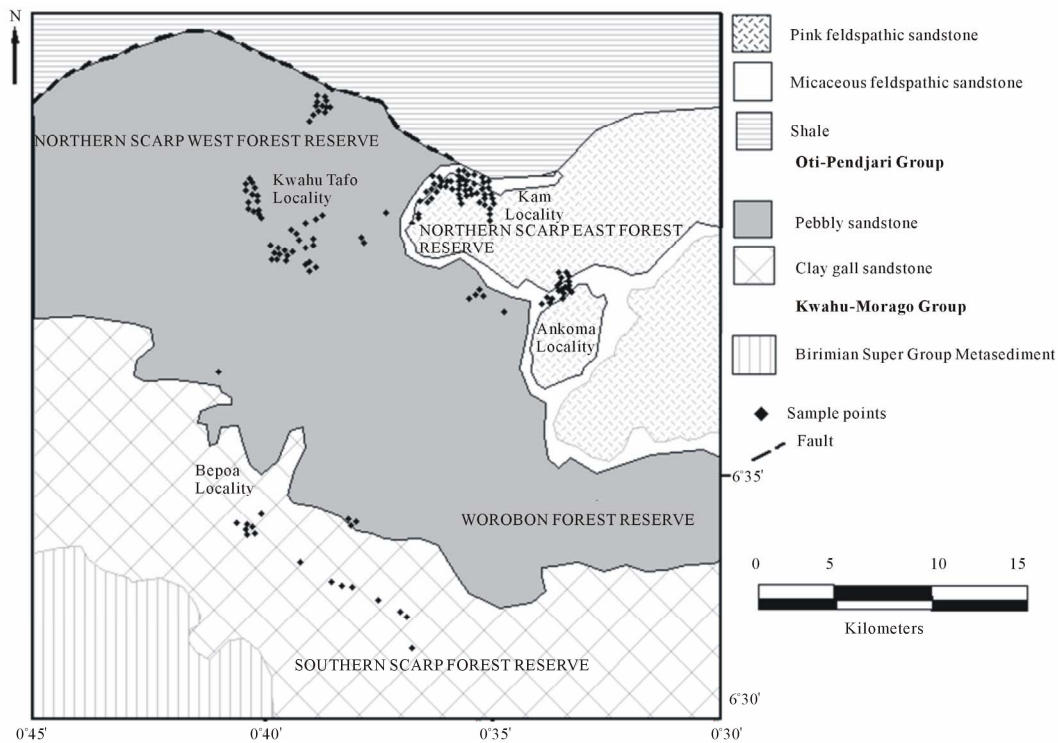 N
NORTHERN SCARP WEST FOREST RESERVE
Kwahu Tafo
Locality
Kam
Locality
NORTHERN SCARP EAST FOREST
RESERVE
Ankoma
Locality
Bepoa
Locality
WOROBON FOREST RESERVE
SOUTHERN SCARP FOREST RESERVE
0°45' 0°40' 0°35' 0°30'
6°35'
6°30'
Pink feldspathic sandstone
Micaceous feldspathic sandstone
Shale
Oti-Pendjari Group
Pebbly sandstone
Clay gall sandstone
Kwahu-Morago Group
Birimian Super Group Metasediment
Sample points
Fault
0 5 10 15
Kilometers